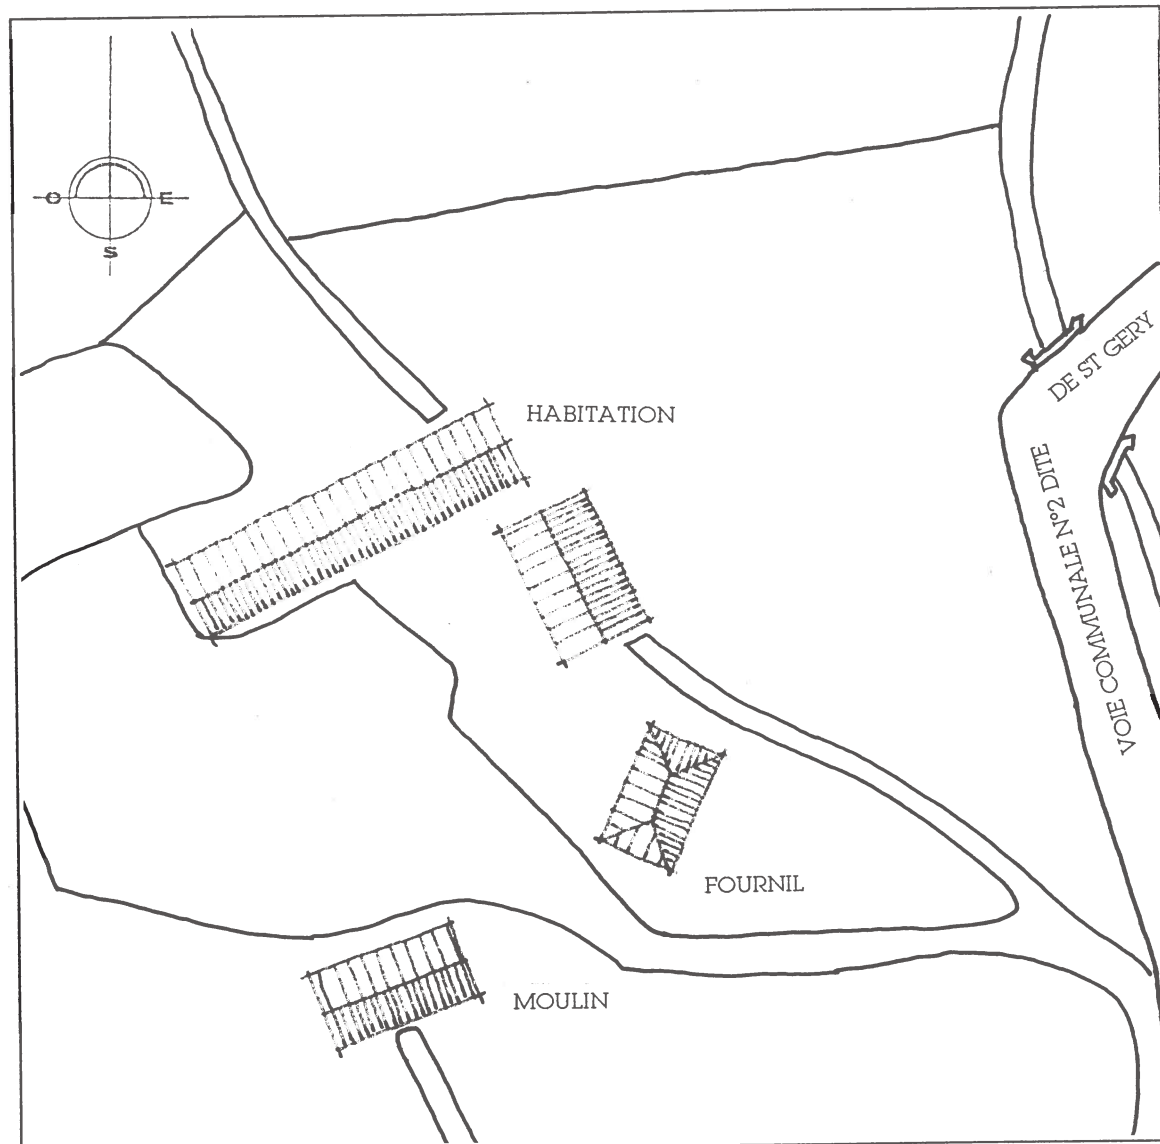 O E
S
HABITATION
DE ST GERY
VOIE COMMUNALE N°2 DITE
FOURNIL
MOULIN